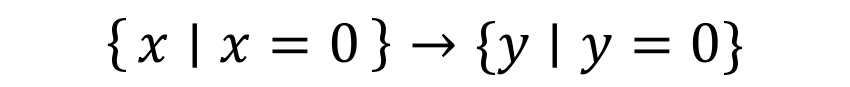 { x | x = 0 } → {y | y = 0}